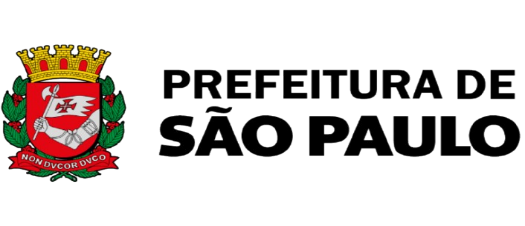 PREFEITURA DE
SÃO PAULO
NON DVCOR DVCO